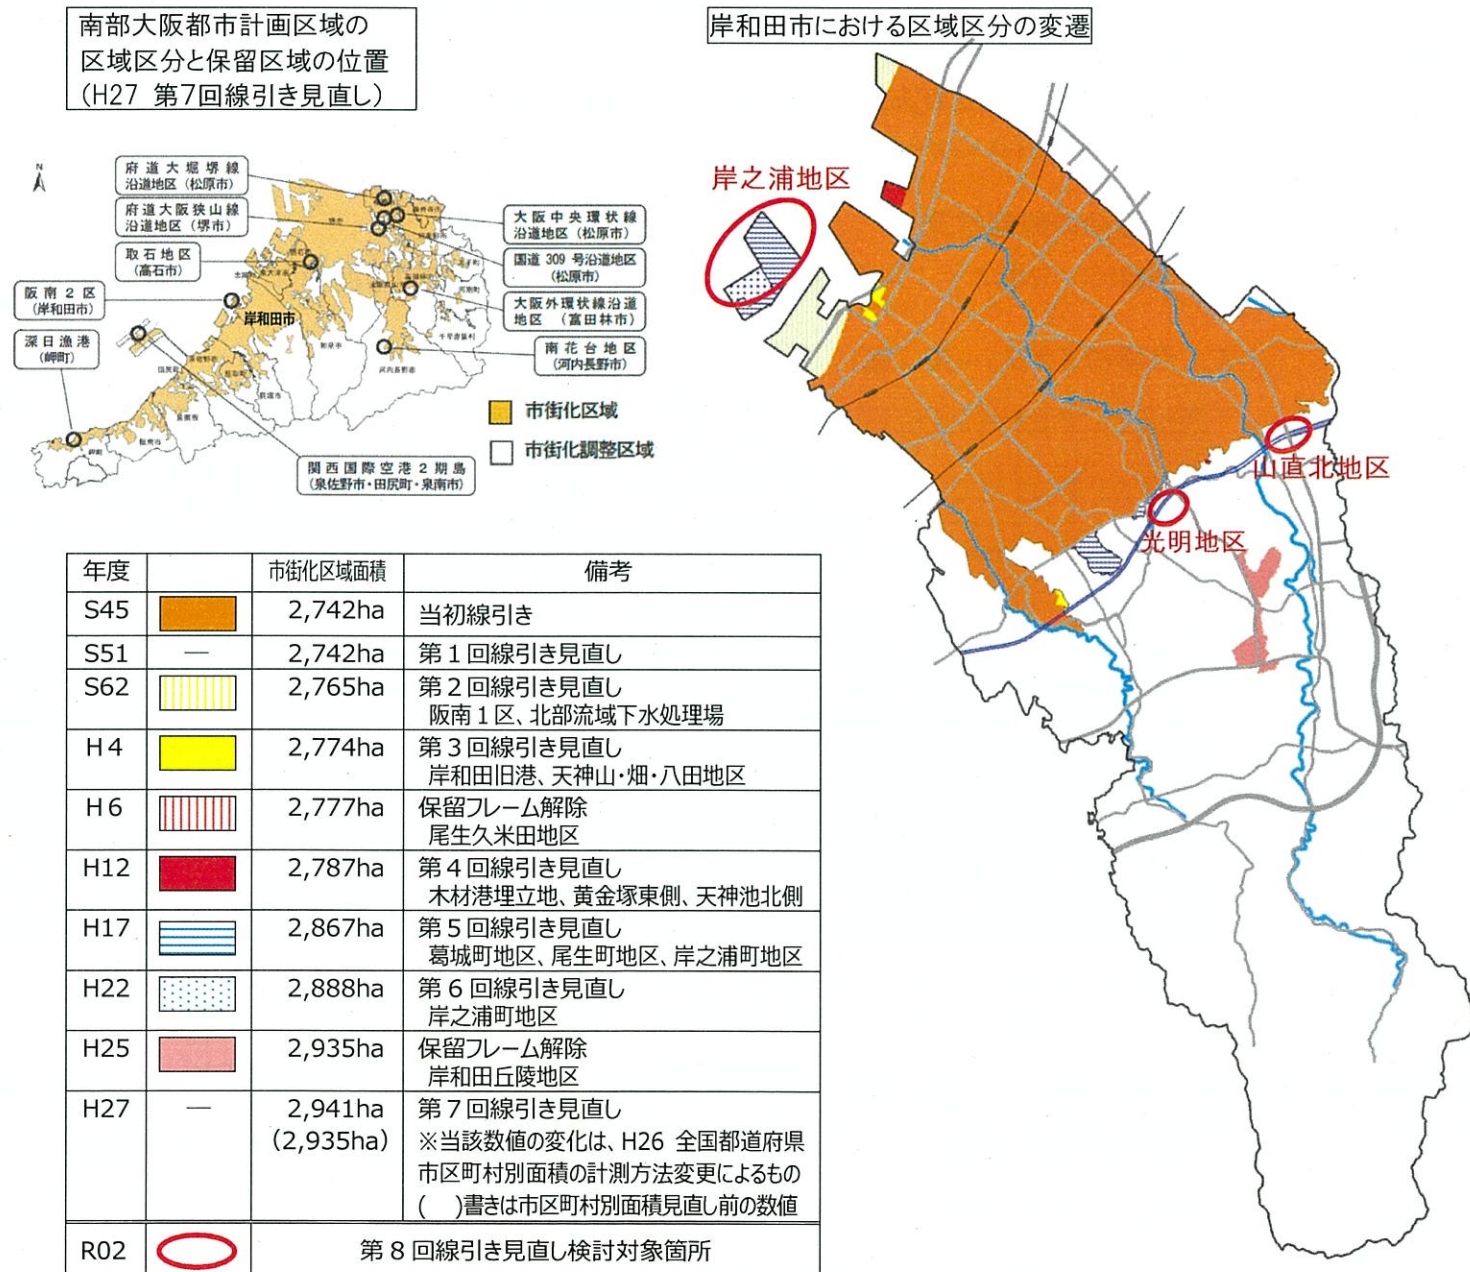 南部大阪都市計画区域の
区域区分と保留区域の位置
(H27 第7回線引き見直し)
N
府道大堀堺線
沿道地区(松原市)
府道大阪狭山線
沿道地区(堺市)
取石地区
(高石市)
阪南2区
(岸和田市)
深日漁港
(岬町)
大阪中央環状線
沿道地区(松原市)
国道309号沿道地区
(松原市)
大阪外環状線沿道
地区(富田林市)
南花台地区
(河内長野市)
関西国際空港2期島
(泉佐野市・田尻町・泉南市)
岸和田市
和泉市
河内長野市
千早赤阪村
河南町
阪南市
岬町
市街化区域
市街化調整区域
岸和田市における区域区分の変遷
岸之浦地区
山直北地区
光明地区
年度 市街化区域面積 備考
S45 2,742ha 当初線引き
S51 ― 2,742ha 第1回線引き見直し
S62 2,765ha 第2回線引き見直し
阪南1区、北部流域下水処理場
H4 2,774ha 第3回線引き見直し
岸和田旧港、天神山・畑・八田地区
H6 2,777ha 保留フレーム解除
尾生久米田地区
H12 2,787ha 第4回線引き見直し
木材港埋立地、黄金塚東側、天神池北側
H17 2,867ha 第5回線引き見直し
葛城町地区、尾生町地区、岸之浦町地区
H22 2,888ha 第6回線引き見直し
岸之浦町地区
H25 2,935ha 保留フレーム解除
岸和田丘陵地区
H27 ― 2,941ha 第7回線引き見直し
(2,935ha) ※当該数値の変化は、H26 全国都道府県
市区町村別面積の計測方法変更によるもの
( )書きは市区町村別面積見直し前の数値
R02 第8回線引き見直し検討対象箇所